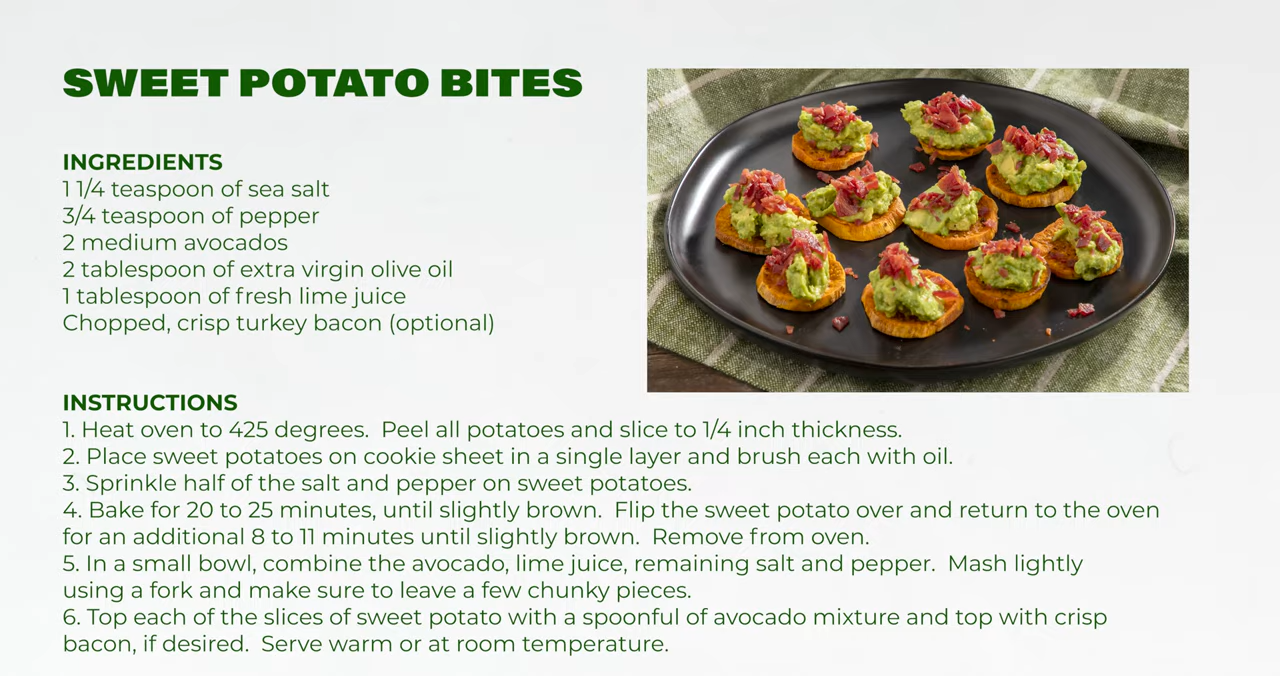 SWEET POTATO BITES
INGREDIENTS
1 1/4 teaspoon of sea salt
3/4 teaspoon of pepper
2 medium avocados
2 tablespoon of extra virgin olive oil
1 tablespoon of fresh lime juice
Chopped, crisp turkey bacon (optional)
INSTRUCTIONS
1. Heat oven to 425 degrees.  Peel all potatoes and slice to 1/4 inch thickness.
2. Place sweet potatoes on cookie sheet in a single layer and brush each with oil.
3. Sprinkle half of the salt and pepper on sweet potatoes.
4. Bake for 20 to 25 minutes, until slightly brown.  Flip the sweet potato over and return to the oven
for an additional 8 to 11 minutes until slightly brown.  Remove from oven.
5. In a small bowl, combine the avocado, lime juice, remaining salt and pepper.  Mash lightly
using a fork and make sure to leave a few chunky pieces.
6. Top each of the slices of sweet potato with a spoonful of avocado mixture and top with crisp
bacon, if desired.  Serve warm or at room temperature.